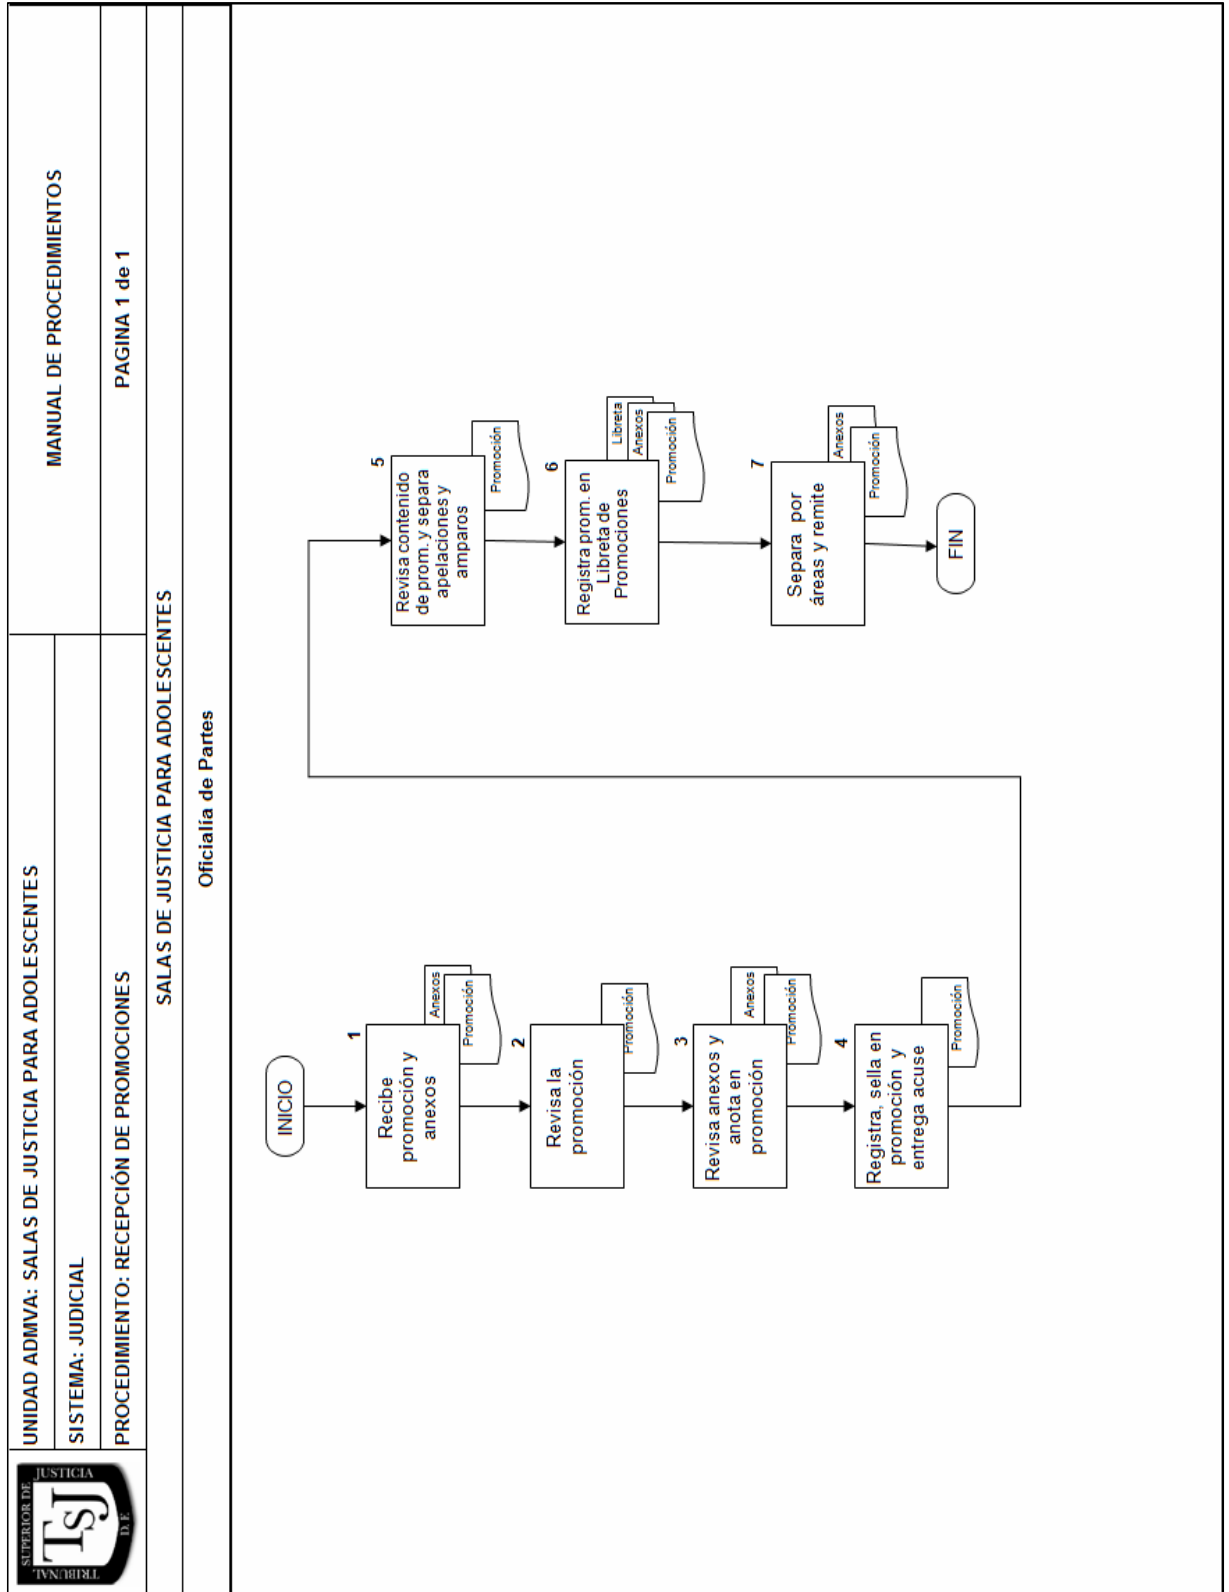 SUPERIOR DE
TRIBUNAL
JUSTICIA
TSJ
D. F.
UNIDAD ADMVA: SALAS DE JUSTICIA PARA ADOLESCENTES
MANUAL DE PROCEDIMIENTOS
SISTEMA: JUDICIAL
PROCEDIMIENTO: RECEPCIÓN DE PROMOCIONES
PAGINA 1 de 1
SALAS DE JUSTICIA PARA ADOLESCENTES
Oficialía de Partes
INICIO
1
Recibe
promoción y
anexos
Anexos
Promoción
2
Revisa la
promoción
Promoción
3
Revisa anexos y
anota en
promoción
Anexos
Promoción
4
Registra, sella en
promoción y
entrega acuse
Promoción
5
Revisa contenido
de prom. y separa
apelaciones y
amparos
Promoción
6
Registra prom. en
Libreta de
Promociones
Libreta
Anexos
Promoción
7
Separa por
áreas y remite
Anexos
Promoción
FIN